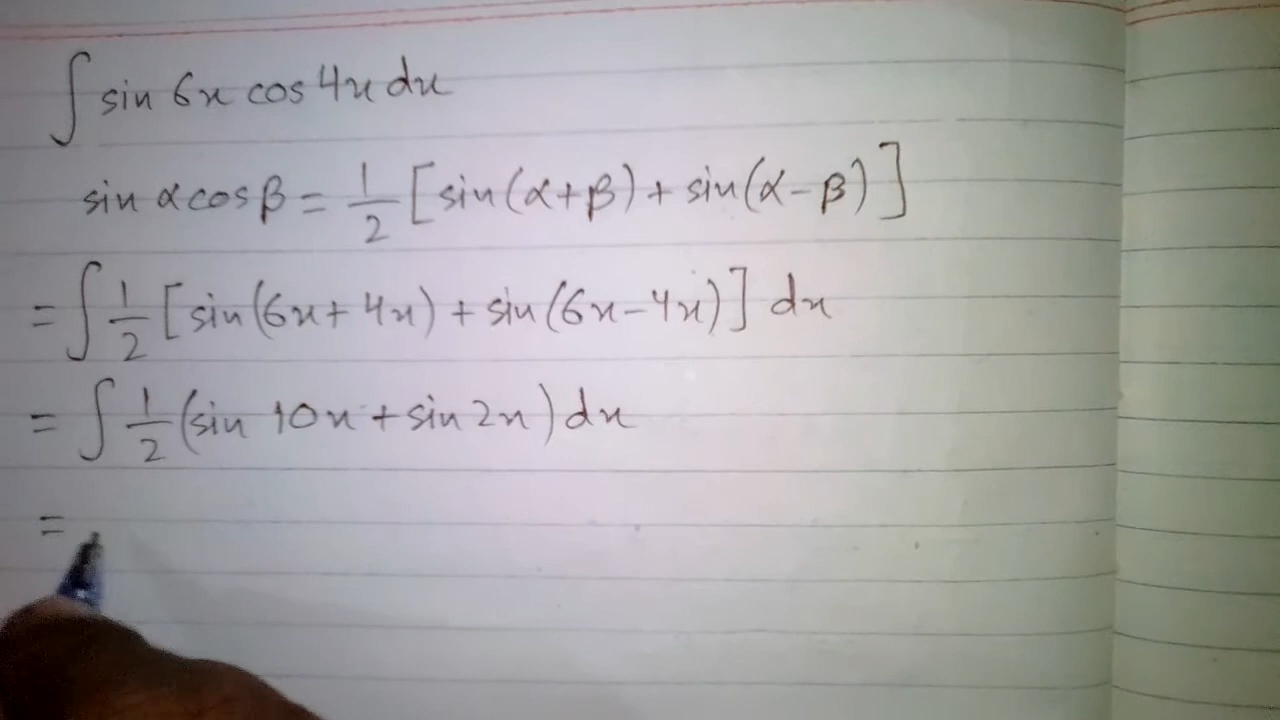 ∫ sin 6x cos 4x dx
sin α cos β = 1/2 [sin(α+β) + sin(α-β)]
= ∫ 1/2 [sin(6x+4x) + sin(6x-4x)] dx
= ∫ 1/2 (sin 10x + sin 2x) dx
=